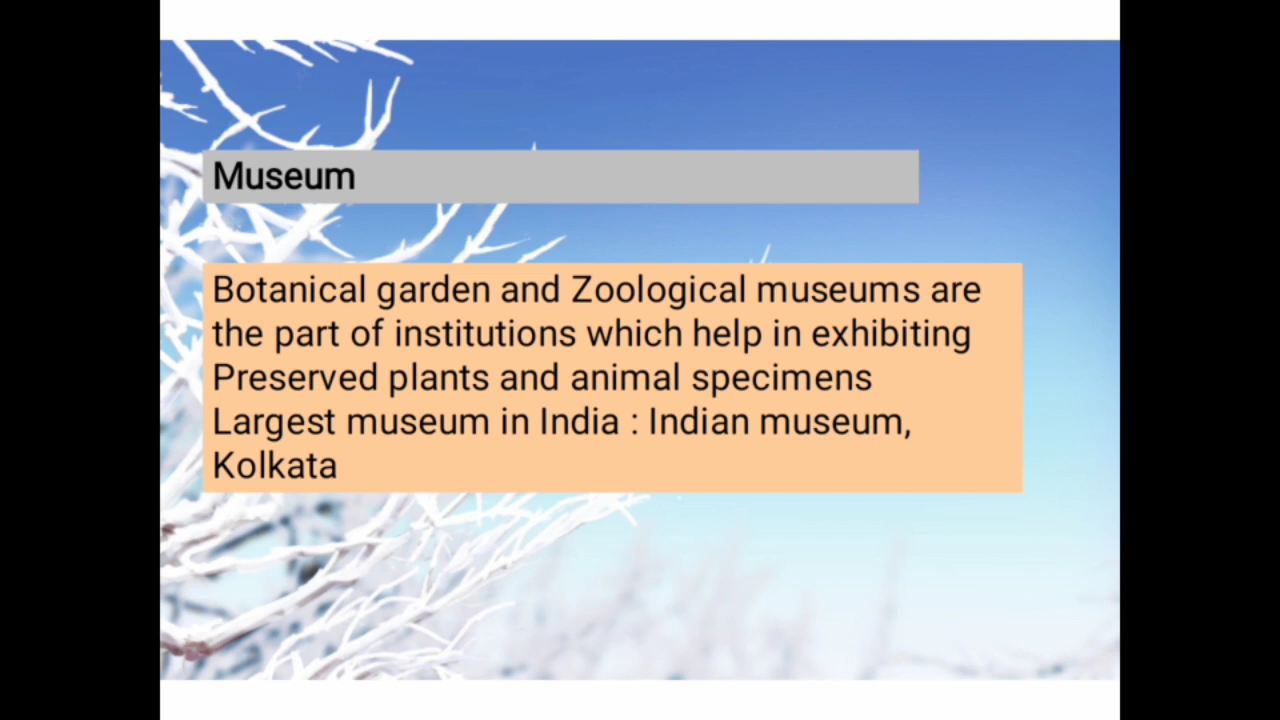 Museum
Botanical garden and Zoological museums are
the part of institutions which help in exhibiting
Preserved plants and animal specimens
Largest museum in India : Indian museum,
Kolkata